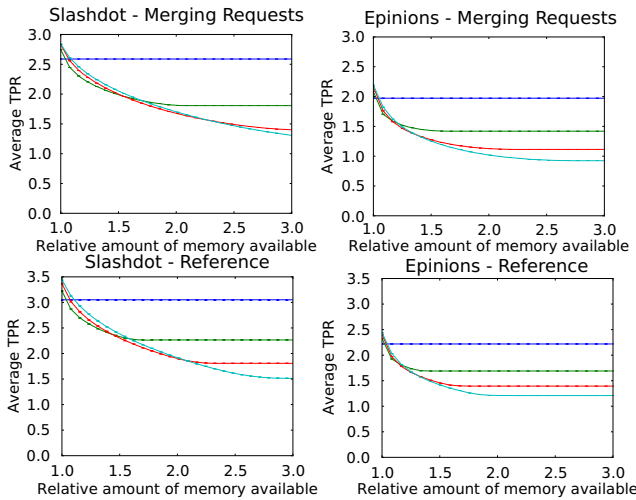 Slashdot - Merging Requests
Average TPR
3.0
2.5
2.0
1.5
1.0
0.5
0.0
1.0 1.5 2.0 2.5 3.0
Relative amount of memory available
Epinions - Merging Requests
Average TPR
3.0
2.5
2.0
1.5
1.0
0.5
0.0
1.0 1.5 2.0 2.5 3.0
Relative amount of memory available
Slashdot - Reference
Average TPR
3.5
3.0
2.5
2.0
1.5
1.0
0.5
0.0
1.0 1.5 2.0 2.5 3.0
Relative amount of memory available
Epinions - Reference
Average TPR
3.5
3.0
2.5
2.0
1.5
1.0
0.5
0.0
1.0 1.5 2.0 2.5 3.0
Relative amount of memory available